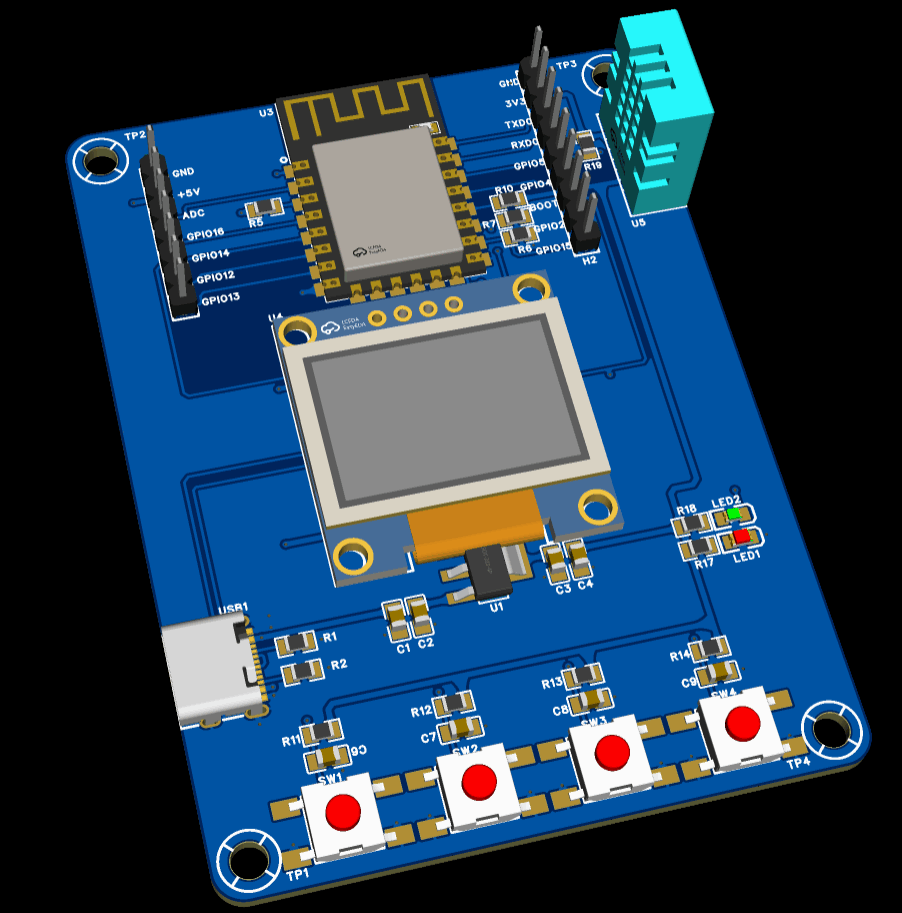 TP3
U3
TP2
GND
GND
3V3
+5V
TXD0
ADC
RXD0
R19
GPIO16
GPIO5
R5
R10
GPIO4
GPIO14
R7
BOOT
U5
GPIO12
GPIO2
R6
GPIO15
GPIO13
H2
U4
LCEDA
EasyEDA
R18
LED2
R17
LED1
U1
C3
C4
USB1
R1
C1
C2
R2
R14
R13
C9
SW4
R12
C8
SW3
R11
C7
SW2
C6
SW1
TP4
TP1